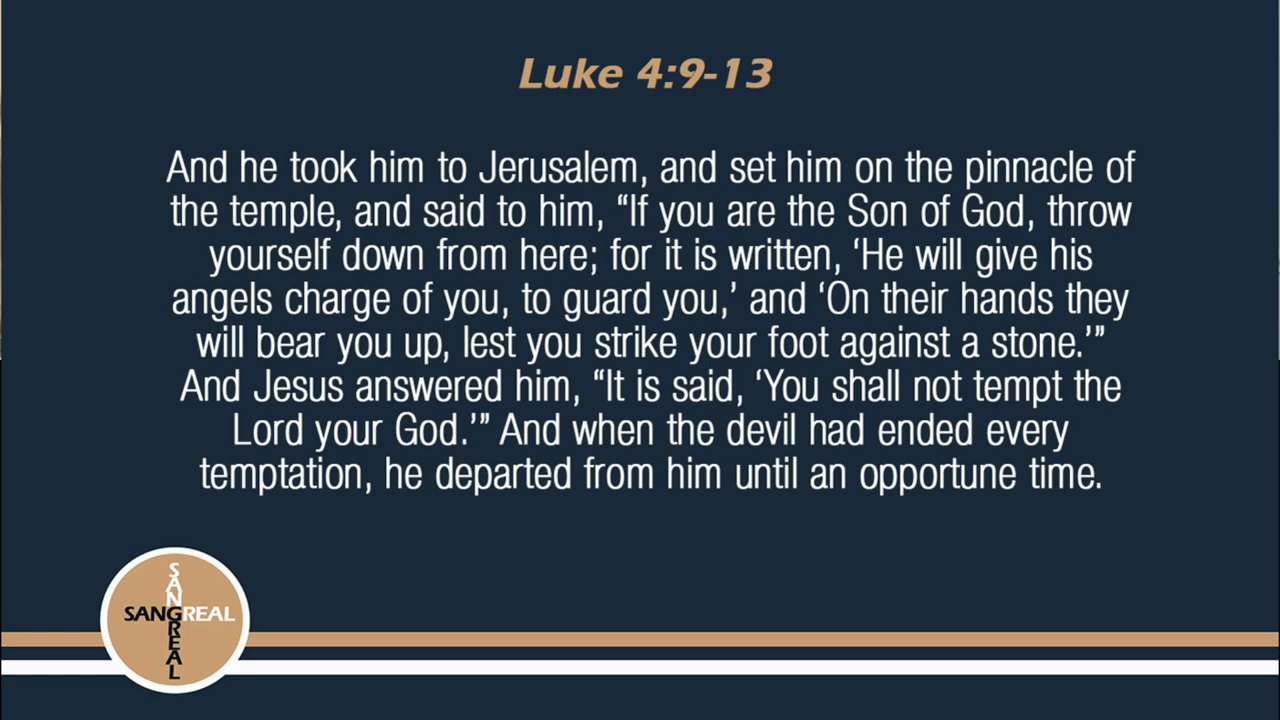 Luke 4:9-13
And he took him to Jerusalem, and set him on the pinnacle of
the temple, and said to him, “If you are the Son of God, throw
yourself down from here; for it is written, ‘He will give his
angels charge of you, to guard you,’ and ‘On their hands they
will bear you up, lest you strike your foot against a stone.’”
And Jesus answered him, “It is said, ‘You shall not tempt the
Lord your God.’” And when the devil had ended every
temptation, he departed from him until an opportune time.
SANGREAL
SANGREAL